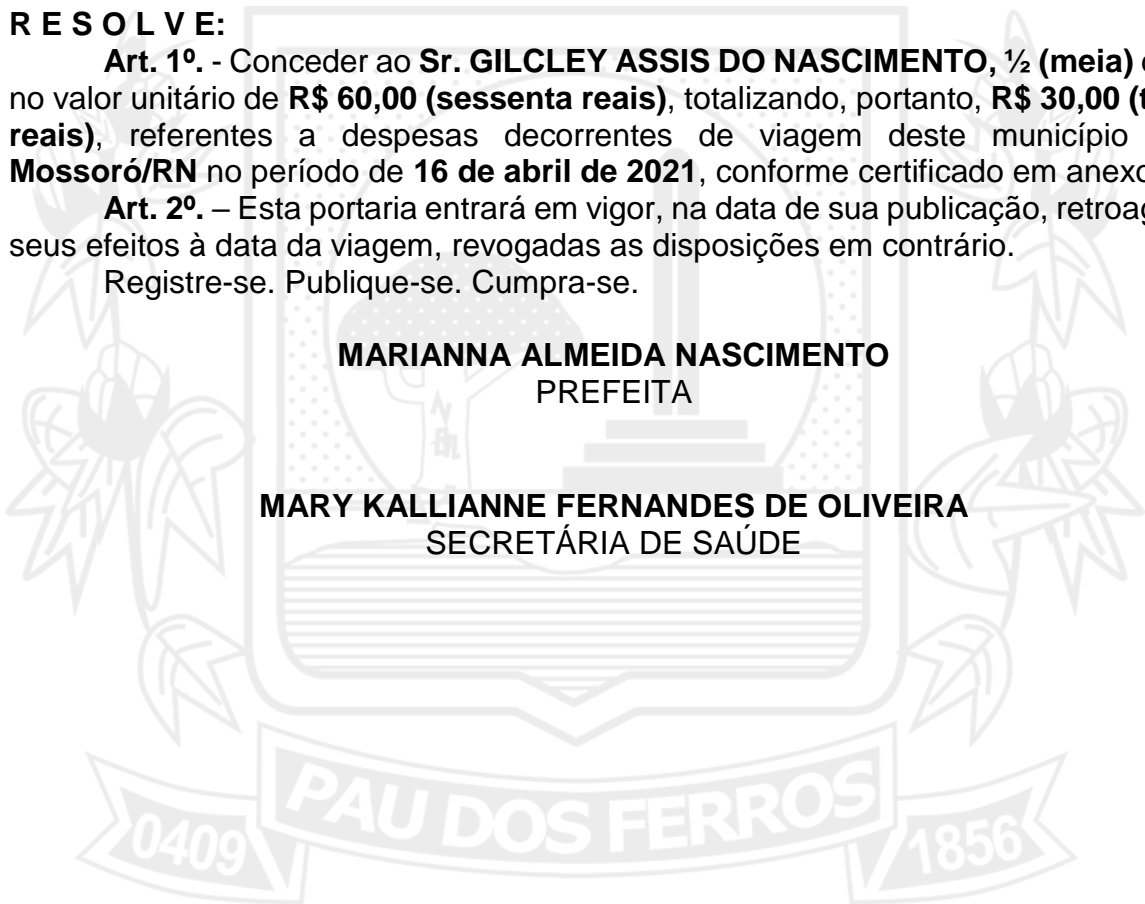 R E S O L V E:
Art. 1º. - Conceder ao Sr. GILCLEY ASSIS DO NASCIMENTO, ½ (meia)
no valor unitário de R$ 60,00 (sessenta reais), totalizando, portanto, R$ 30,00
reais), referentes a despesas decorrentes de viagem deste município
Mossoró/RN no período de 16 de abril de 2021, conforme certificado em anexo
Art. 2º. – Esta portaria entrará em vigor, na data de sua publicação,
seus efeitos à data da viagem, revogadas as disposições em contrário.
Registre-se. Publique-se. Cumpra-se.
MARIANNA ALMEIDA NASCIMENTO
PREFEITA
MARY KALLIANNE FERNANDES DE OLIVEIRA
SECRETÁRIA DE SAÚDE
PAU DOS FERROS
0409
1856